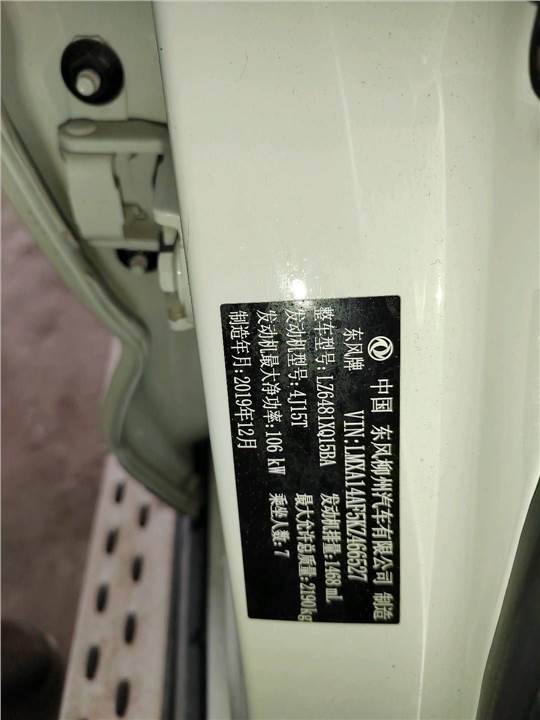 中国 东风柳州汽车有限公司 制造
VIN:LMXA14AF5KZ466527
东风牌
整车型号:LZ6481XQ15BA
发动机型号:4J15T 发动机排量:1468 mL
发动机最大净功率:106 kW 最大允许总质量:2190kg
制造年月:2019年12月 乘坐人数:7